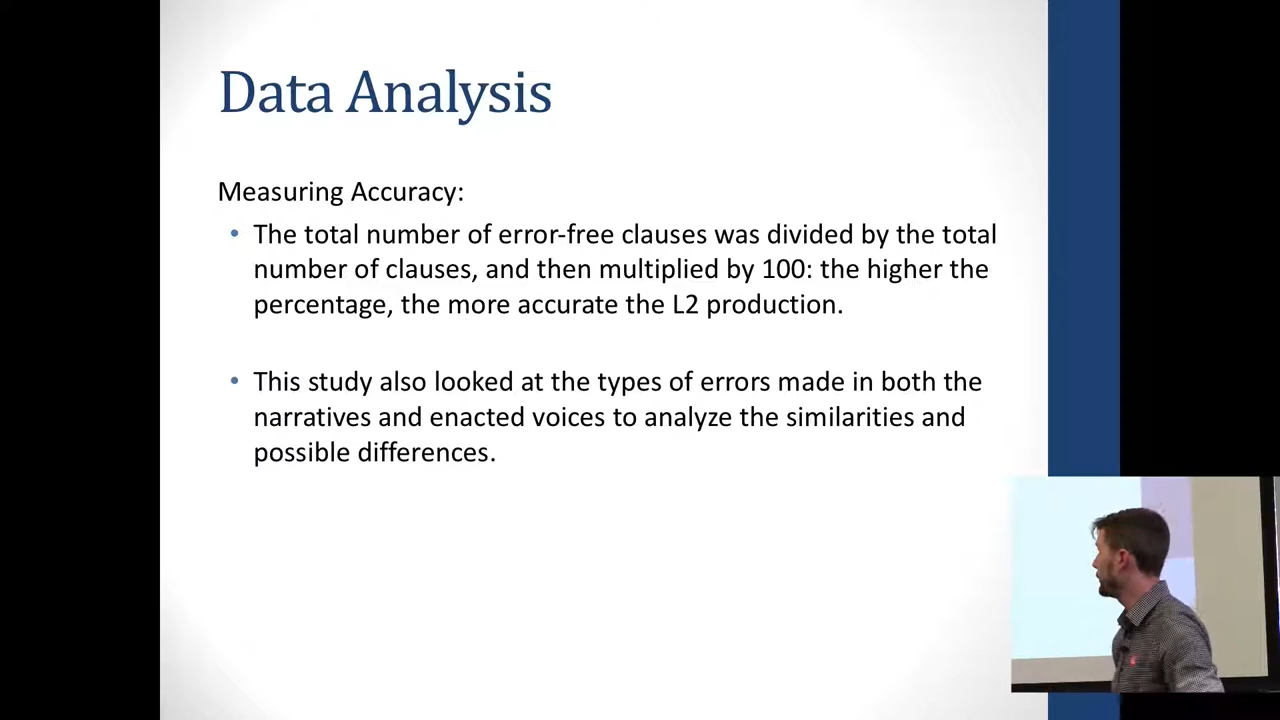 Data Analysis
Measuring Accuracy:
• The total number of error-free clauses was divided by the total
number of clauses, and then multiplied by 100: the higher the
percentage, the more accurate the L2 production.
• This study also looked at the types of errors made in both the
narratives and enacted voices to analyze the similarities and
possible differences.